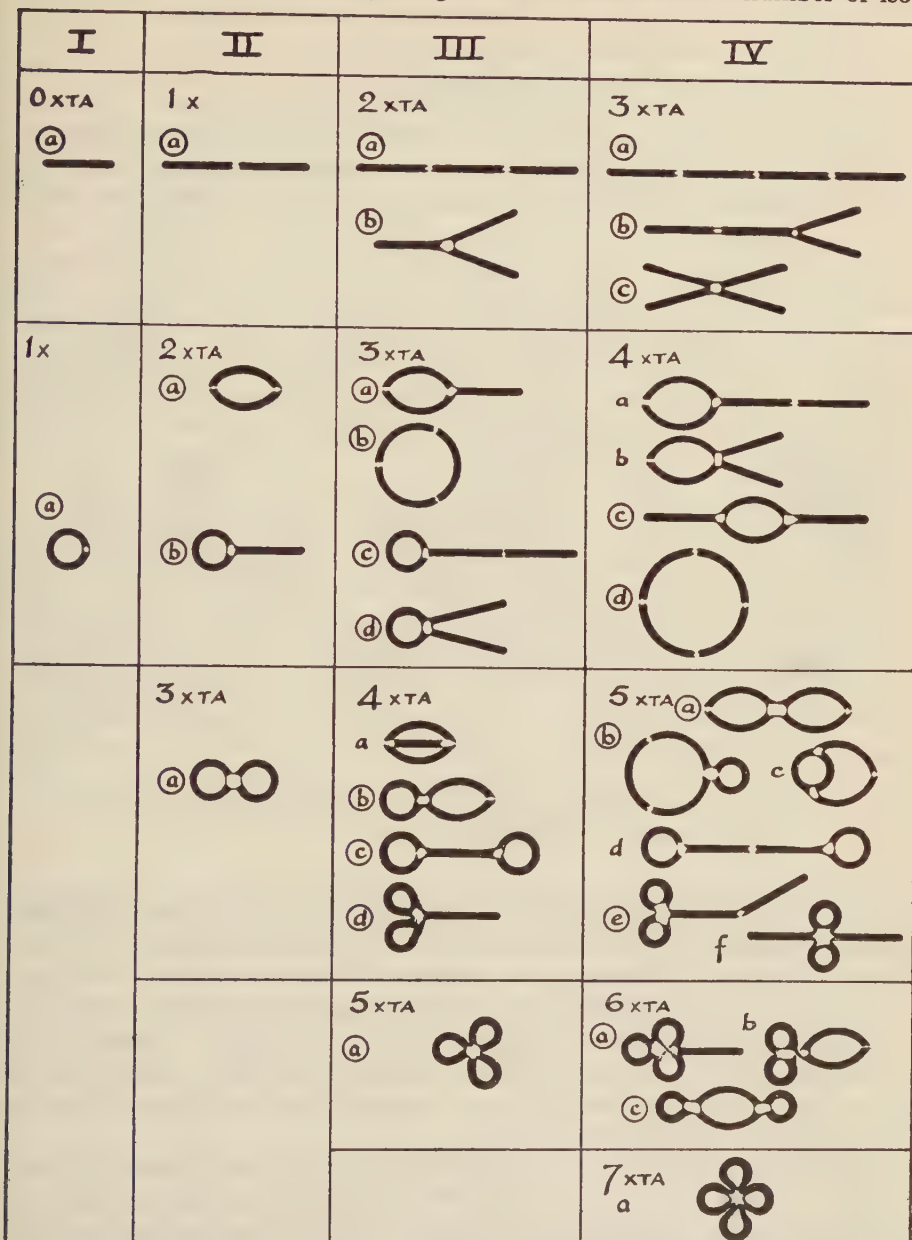 I II III IV
0 XTA 1 X 2 XTA 3 XTA
a a a a
b b
c
1 X 2 XTA 3 XTA 4 XTA
a a a
b b
a b c c
d d
3 XTA 4 XTA 5 XTA a
a b
a b c
c d
d e
f
5 XTA 6 XTA
a a b
c
7 XTA
a